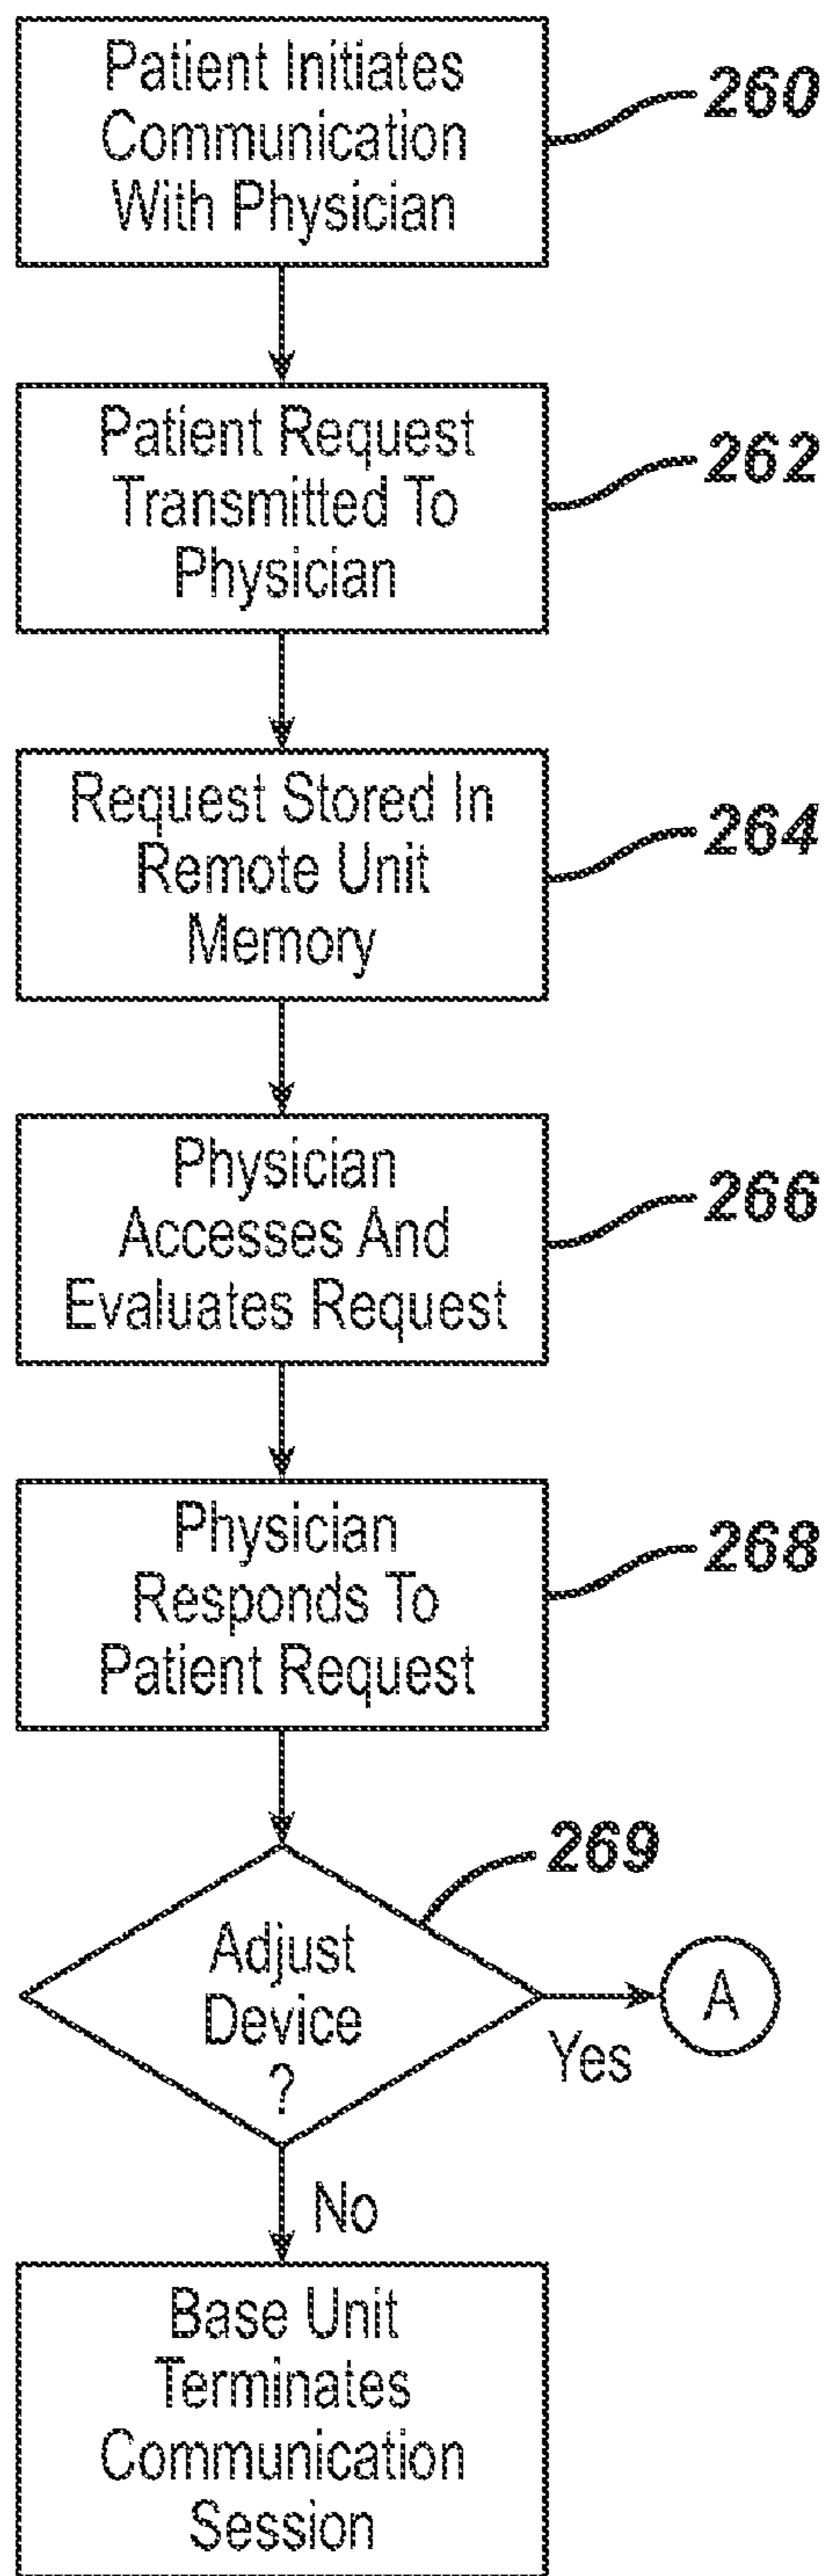 Patient Initiates
Communication
With Physician
260
Patient Request
Transmitted To
Physician
262
Request Stored In
Remote Unit
Memory
264
Physician
Accesses And
Evaluates Request
266
Physician
Responds To
Patient Request
268
269
Adjust
Device
?
Yes
A
No
Base Unit
Terminates
Communication
Session